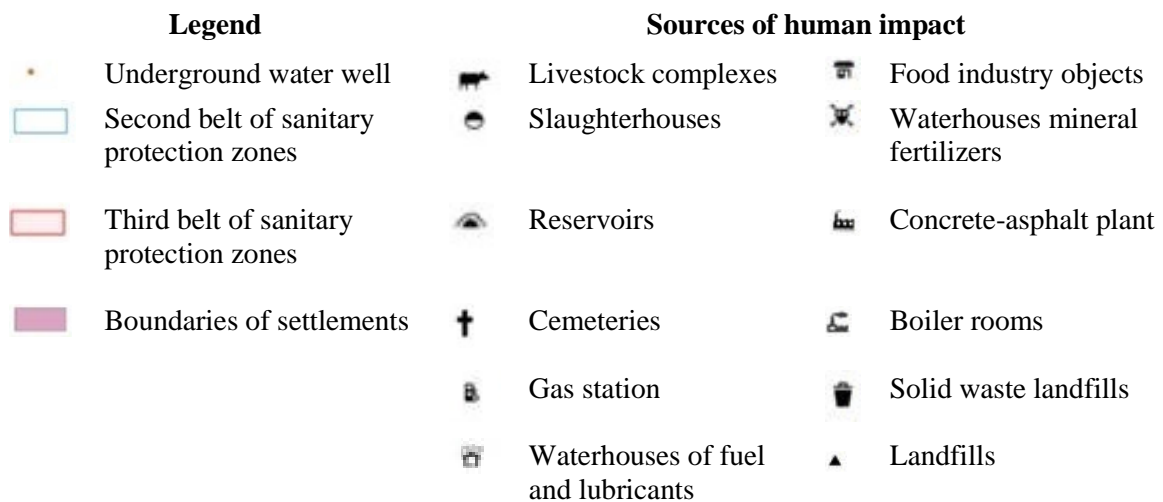 Legend
Sources of human impact
Underground water well
Livestock complexes
Food industry objects
Second belt of sanitary
protection zones
Slaughterhouses
Waterhouses mineral
fertilizers
Third belt of sanitary
protection zones
Reservoirs
Concrete-asphalt plant
Boundaries of settlements
Cemeteries
Boiler rooms
Gas station
Solid waste landfills
Waterhouses of fuel
and lubricants
Landfills